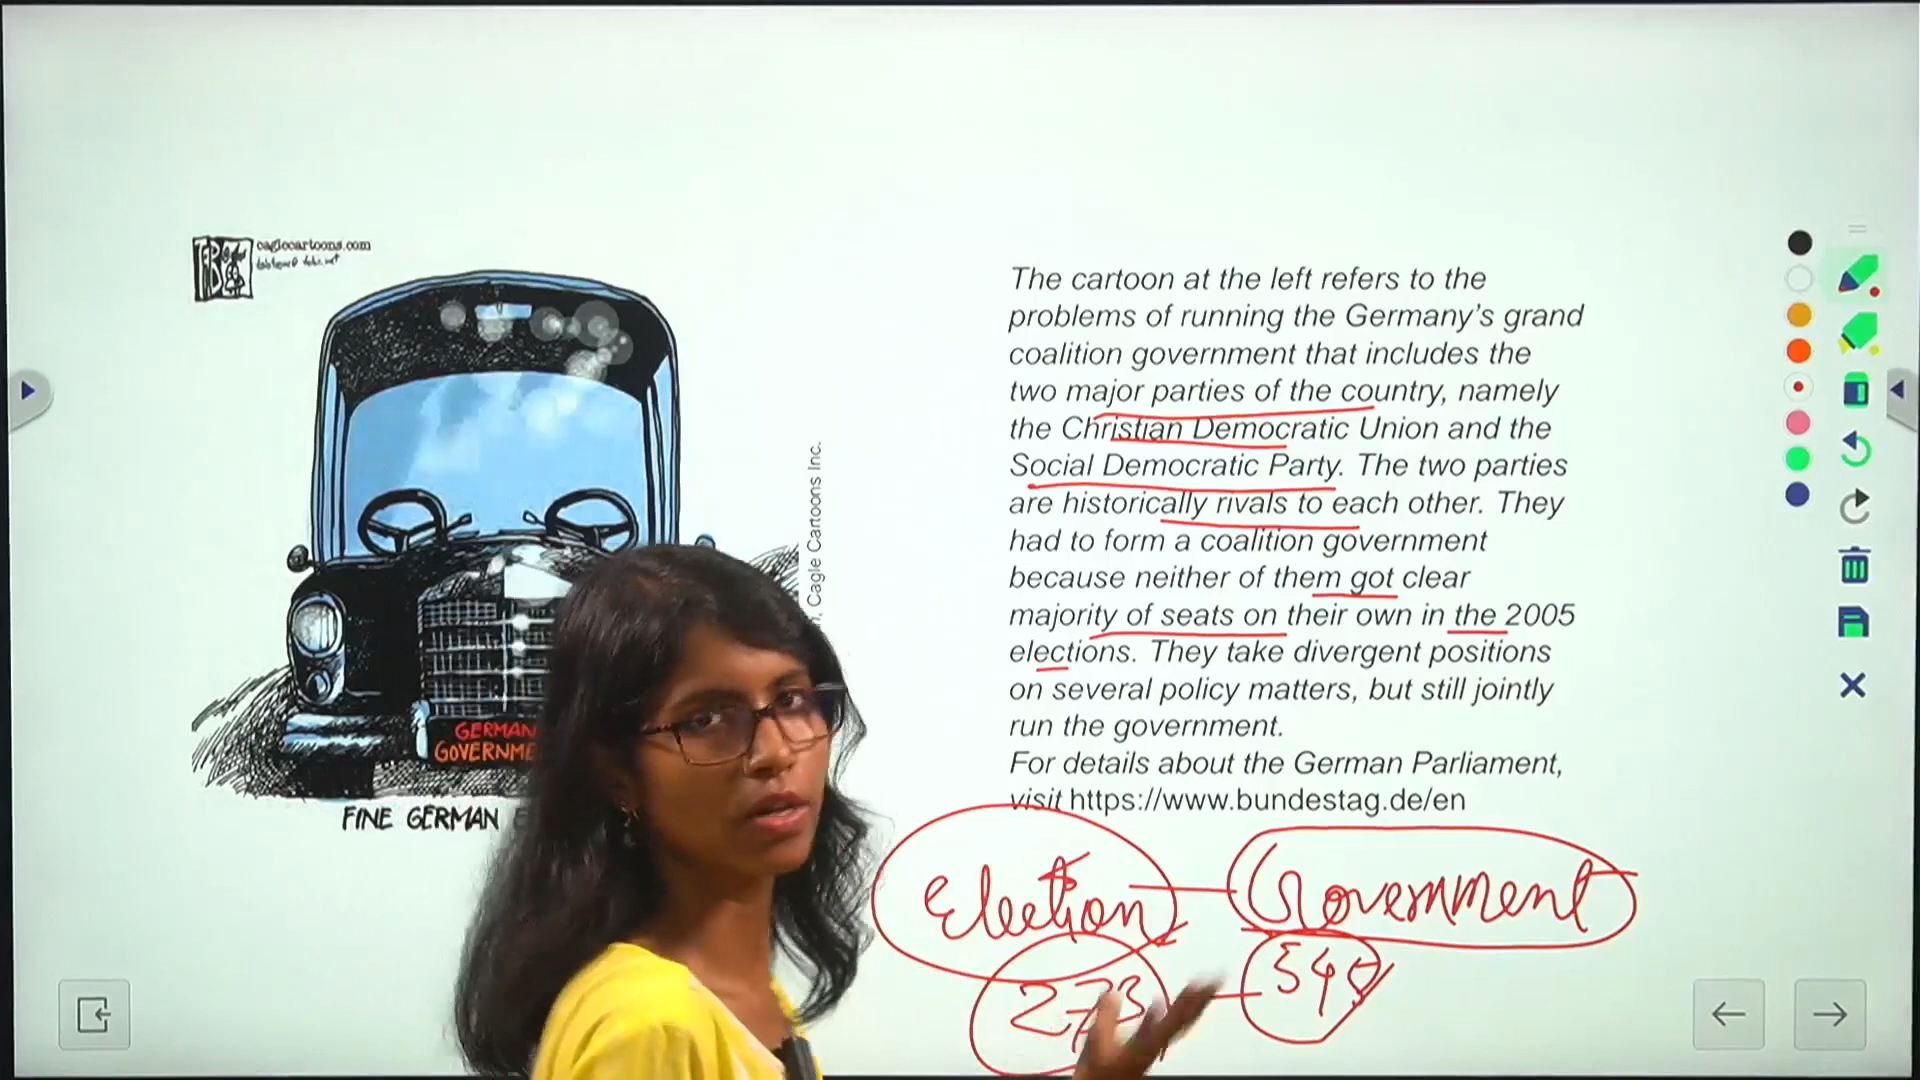 caglecartoons.com
, Cagle Cartoons Inc.
GERMAN
GOVERNME
FINE GERMAN
The cartoon at the left refers to the
problems of running the Germany's grand
coalition government that includes the
two major parties of the country, namely
the Christian Democratic Union and the
Social Democratic Party. The two parties
are historically rivals to each other. They
had to form a coalition government
because neither of them got clear
majority of seats on their own in the 2005
elections. They take divergent positions
on several policy matters, but still jointly
run the government.
For details about the German Parliament,
visit https://www.bundestag.de/en
Election Government
273 545